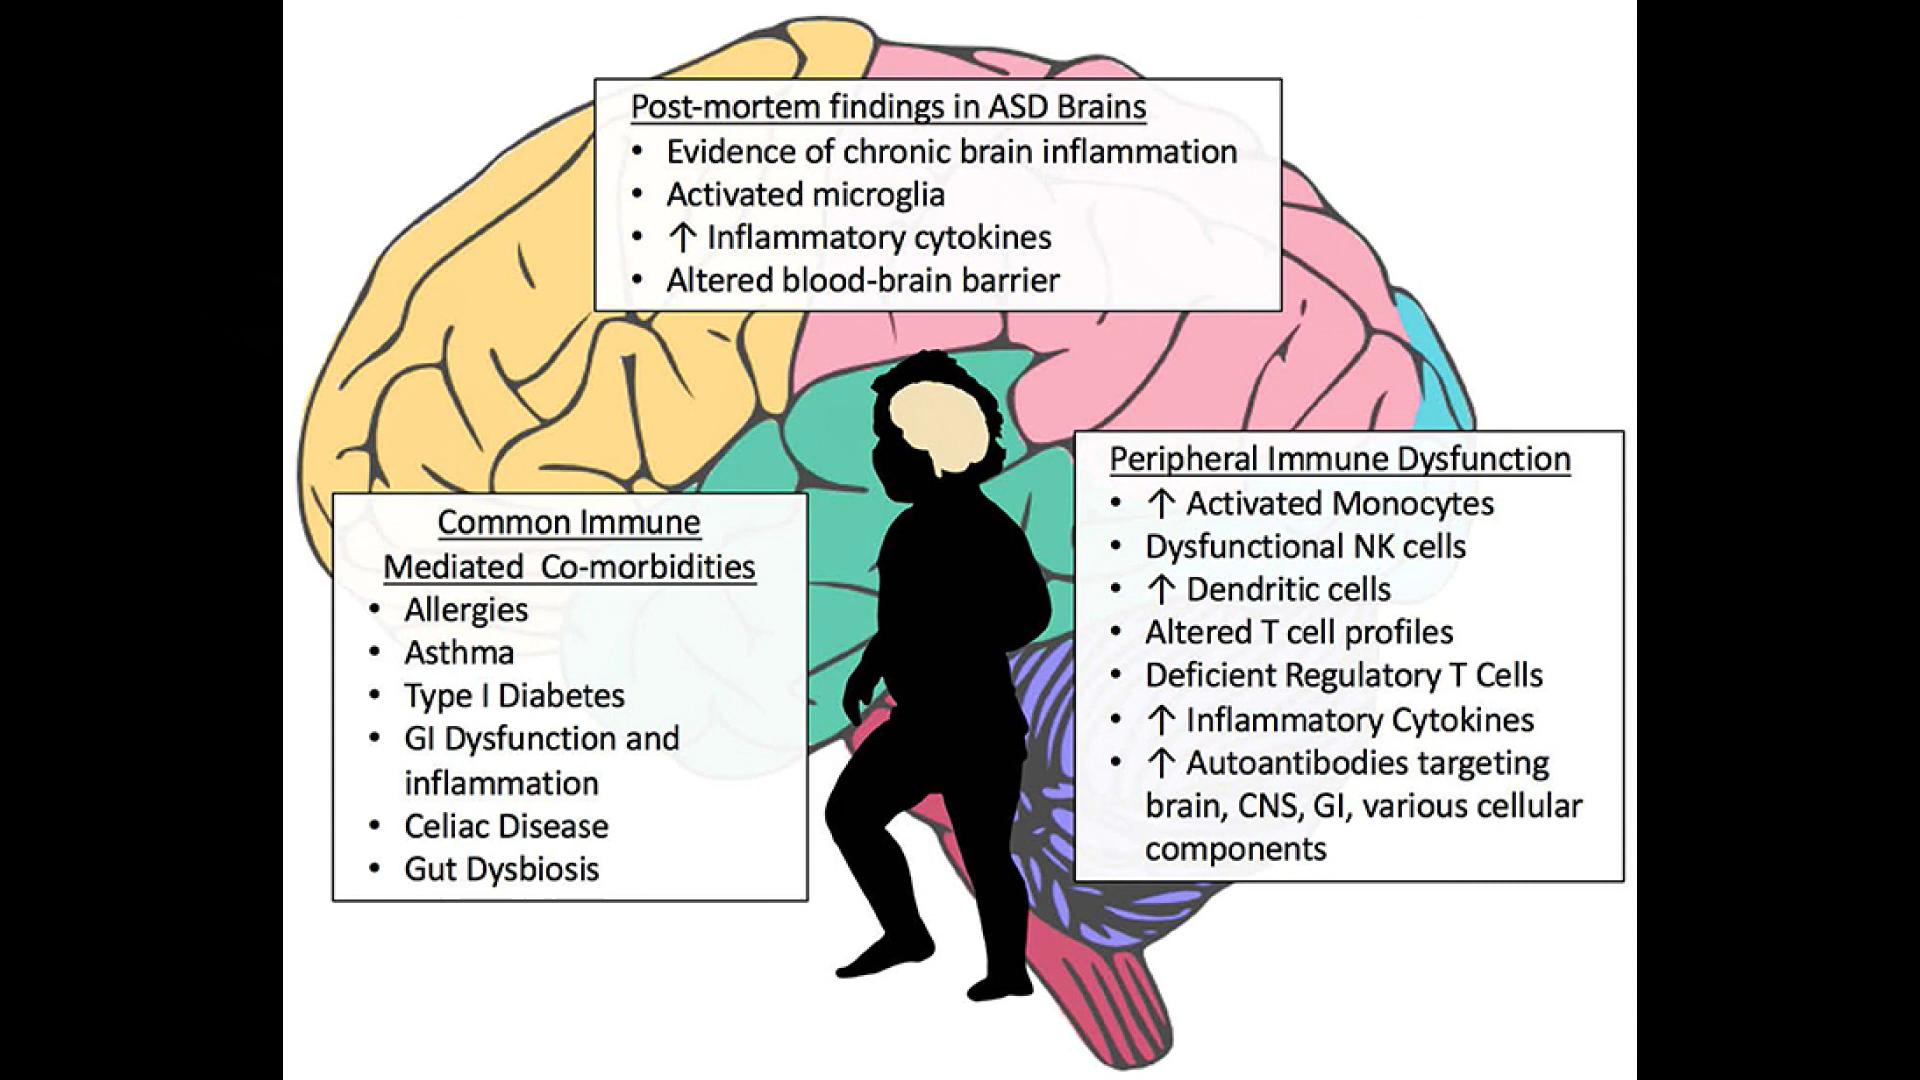 Post-mortem findings in ASD Brains
• Evidence of chronic brain inflammation
• Activated microglia
• ↑ Inflammatory cytokines
• Altered blood-brain barrier
Common Immune
Mediated Co-morbidities
• Allergies
• Asthma
• Type I Diabetes
• GI Dysfunction and
inflammation
• Celiac Disease
• Gut Dysbiosis
Peripheral Immune Dysfunction
• ↑ Activated Monocytes
• Dysfunctional NK cells
• ↑ Dendritic cells
• Altered T cell profiles
• Deficient Regulatory T Cells
• ↑ Inflammatory Cytokines
• ↑ Autoantibodies targeting
brain, CNS, GI, various cellular
components